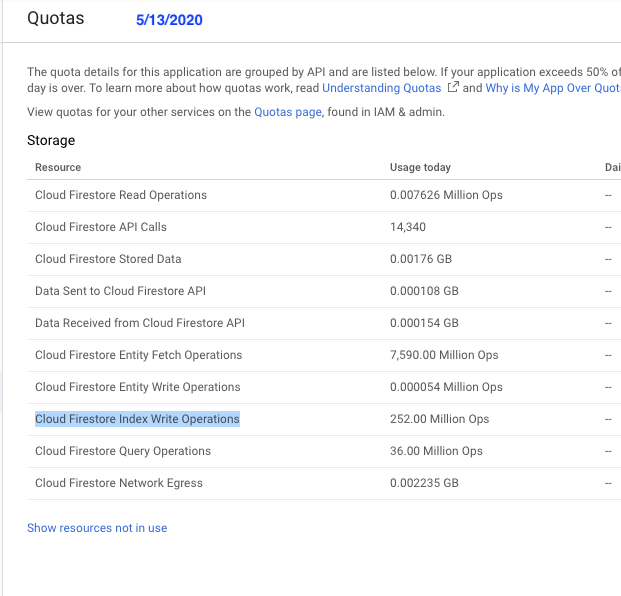 Quotas 5/13/2020
The quota details for this application are grouped by API and are listed below. If your application exceeds 50% of
day is over. To learn more about how quotas work, read Understanding Quotas and Why is My App Over Quot
View quotas for your other services on the Quotas page, found in IAM & admin.
Storage
Resource Usage today Dai
Cloud Firestore Read Operations 0.007626 Million Ops --
Cloud Firestore API Calls 14,340 --
Cloud Firestore Stored Data 0.00176 GB --
Data Sent to Cloud Firestore API 0.000108 GB --
Data Received from Cloud Firestore API 0.000154 GB --
Cloud Firestore Entity Fetch Operations 7,590.00 Million Ops --
Cloud Firestore Entity Write Operations 0.000054 Million Ops --
Cloud Firestore Index Write Operations 252.00 Million Ops --
Cloud Firestore Query Operations 36.00 Million Ops --
Cloud Firestore Network Egress 0.002235 GB --
Show resources not in use